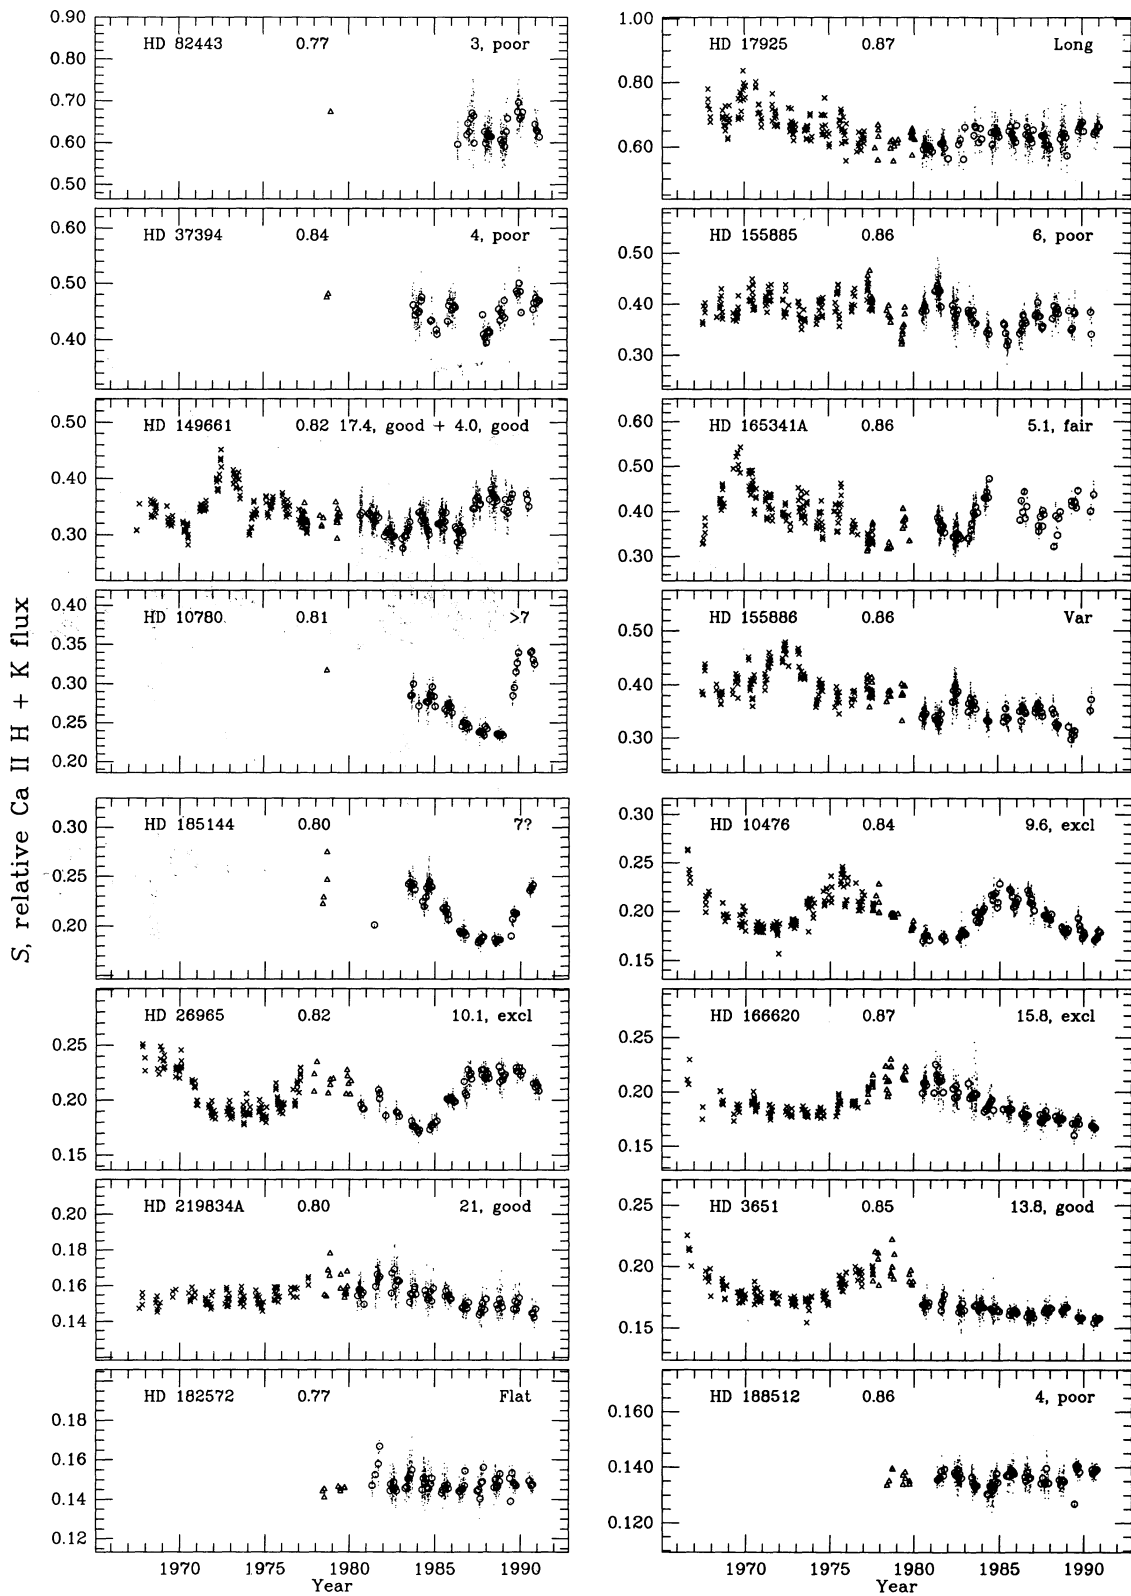 S, relative Ca II H + K flux
HD 82443 0.77 3, poor
0.90
0.80
0.70
0.60
0.50
HD 37394 0.84 4, poor
0.60
0.50
0.40
HD 149661 0.82 17.4, good + 4.0, good
0.50
0.40
0.30
HD 10780 0.81 >7
0.40
0.35
0.30
0.25
0.20
HD 185144 0.80 7?
0.30
0.25
0.20
HD 26965 0.82 10.1, excl
0.25
0.20
0.15
HD 219834A 0.80 21, good
0.20
0.18
0.16
0.14
HD 182572 0.77 Flat
0.18
0.16
0.14
0.12
1970 1975 1980 1985 1990
Year
HD 17925 0.87 Long
1.00
0.80
0.60
HD 155885 0.86 6, poor
0.50
0.40
0.30
HD 165341A 0.86 5.1, fair
0.60
0.50
0.40
0.30
HD 155886 0.86 Var
0.50
0.40
0.30
HD 10476 0.84 9.6, excl
0.30
0.25
0.20
0.15
HD 166620 0.87 15.8, excl
0.25
0.20
0.15
HD 3651 0.85 13.8, good
0.25
0.20
0.15
HD 188512 0.86 4, poor
0.160
0.140
0.120
1970 1975 1980 1985 1990
Year